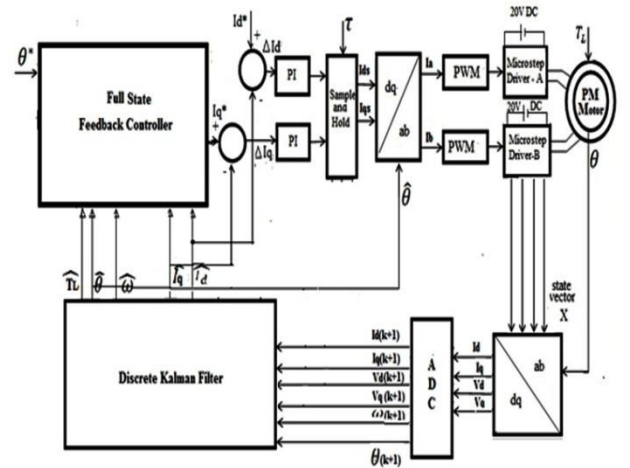 Id*
τ
20V DC
T_L
θ*
Full State
Feedback Controller
ΔId
PI
Sample
and
Hold
Ids
Iqs
dq
ab
Ia
PWM
Microstep
Driver - A
PM
Motor
Iq*
ΔIq
PI
Ib
PWM
20V DC
Microstep
Driver-B
θ
θ̂
T̂L
θ̂
ω̂
Îq
Îd
state
vector
X
Discrete Kalman Filter
Id(k+1)
Iq(k+1)
Vd(k+1)
Vq(k+1)
ω(k+1)
θ(k+1)
A
D
C
Id
Iq
Vd
Vq
ab
dq